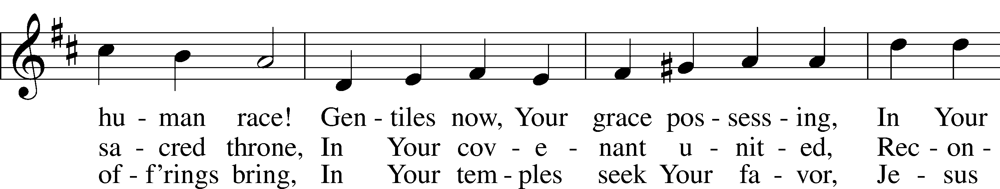 hu - man race! Gen - tiles now, Your grace pos - sess - ing, In Your
sa - cred throne, In Your cov - e - nant u - nit - ed, Rec - on -
of - f'rings bring, In Your tem - ples seek Your fa - vor, Je - sus